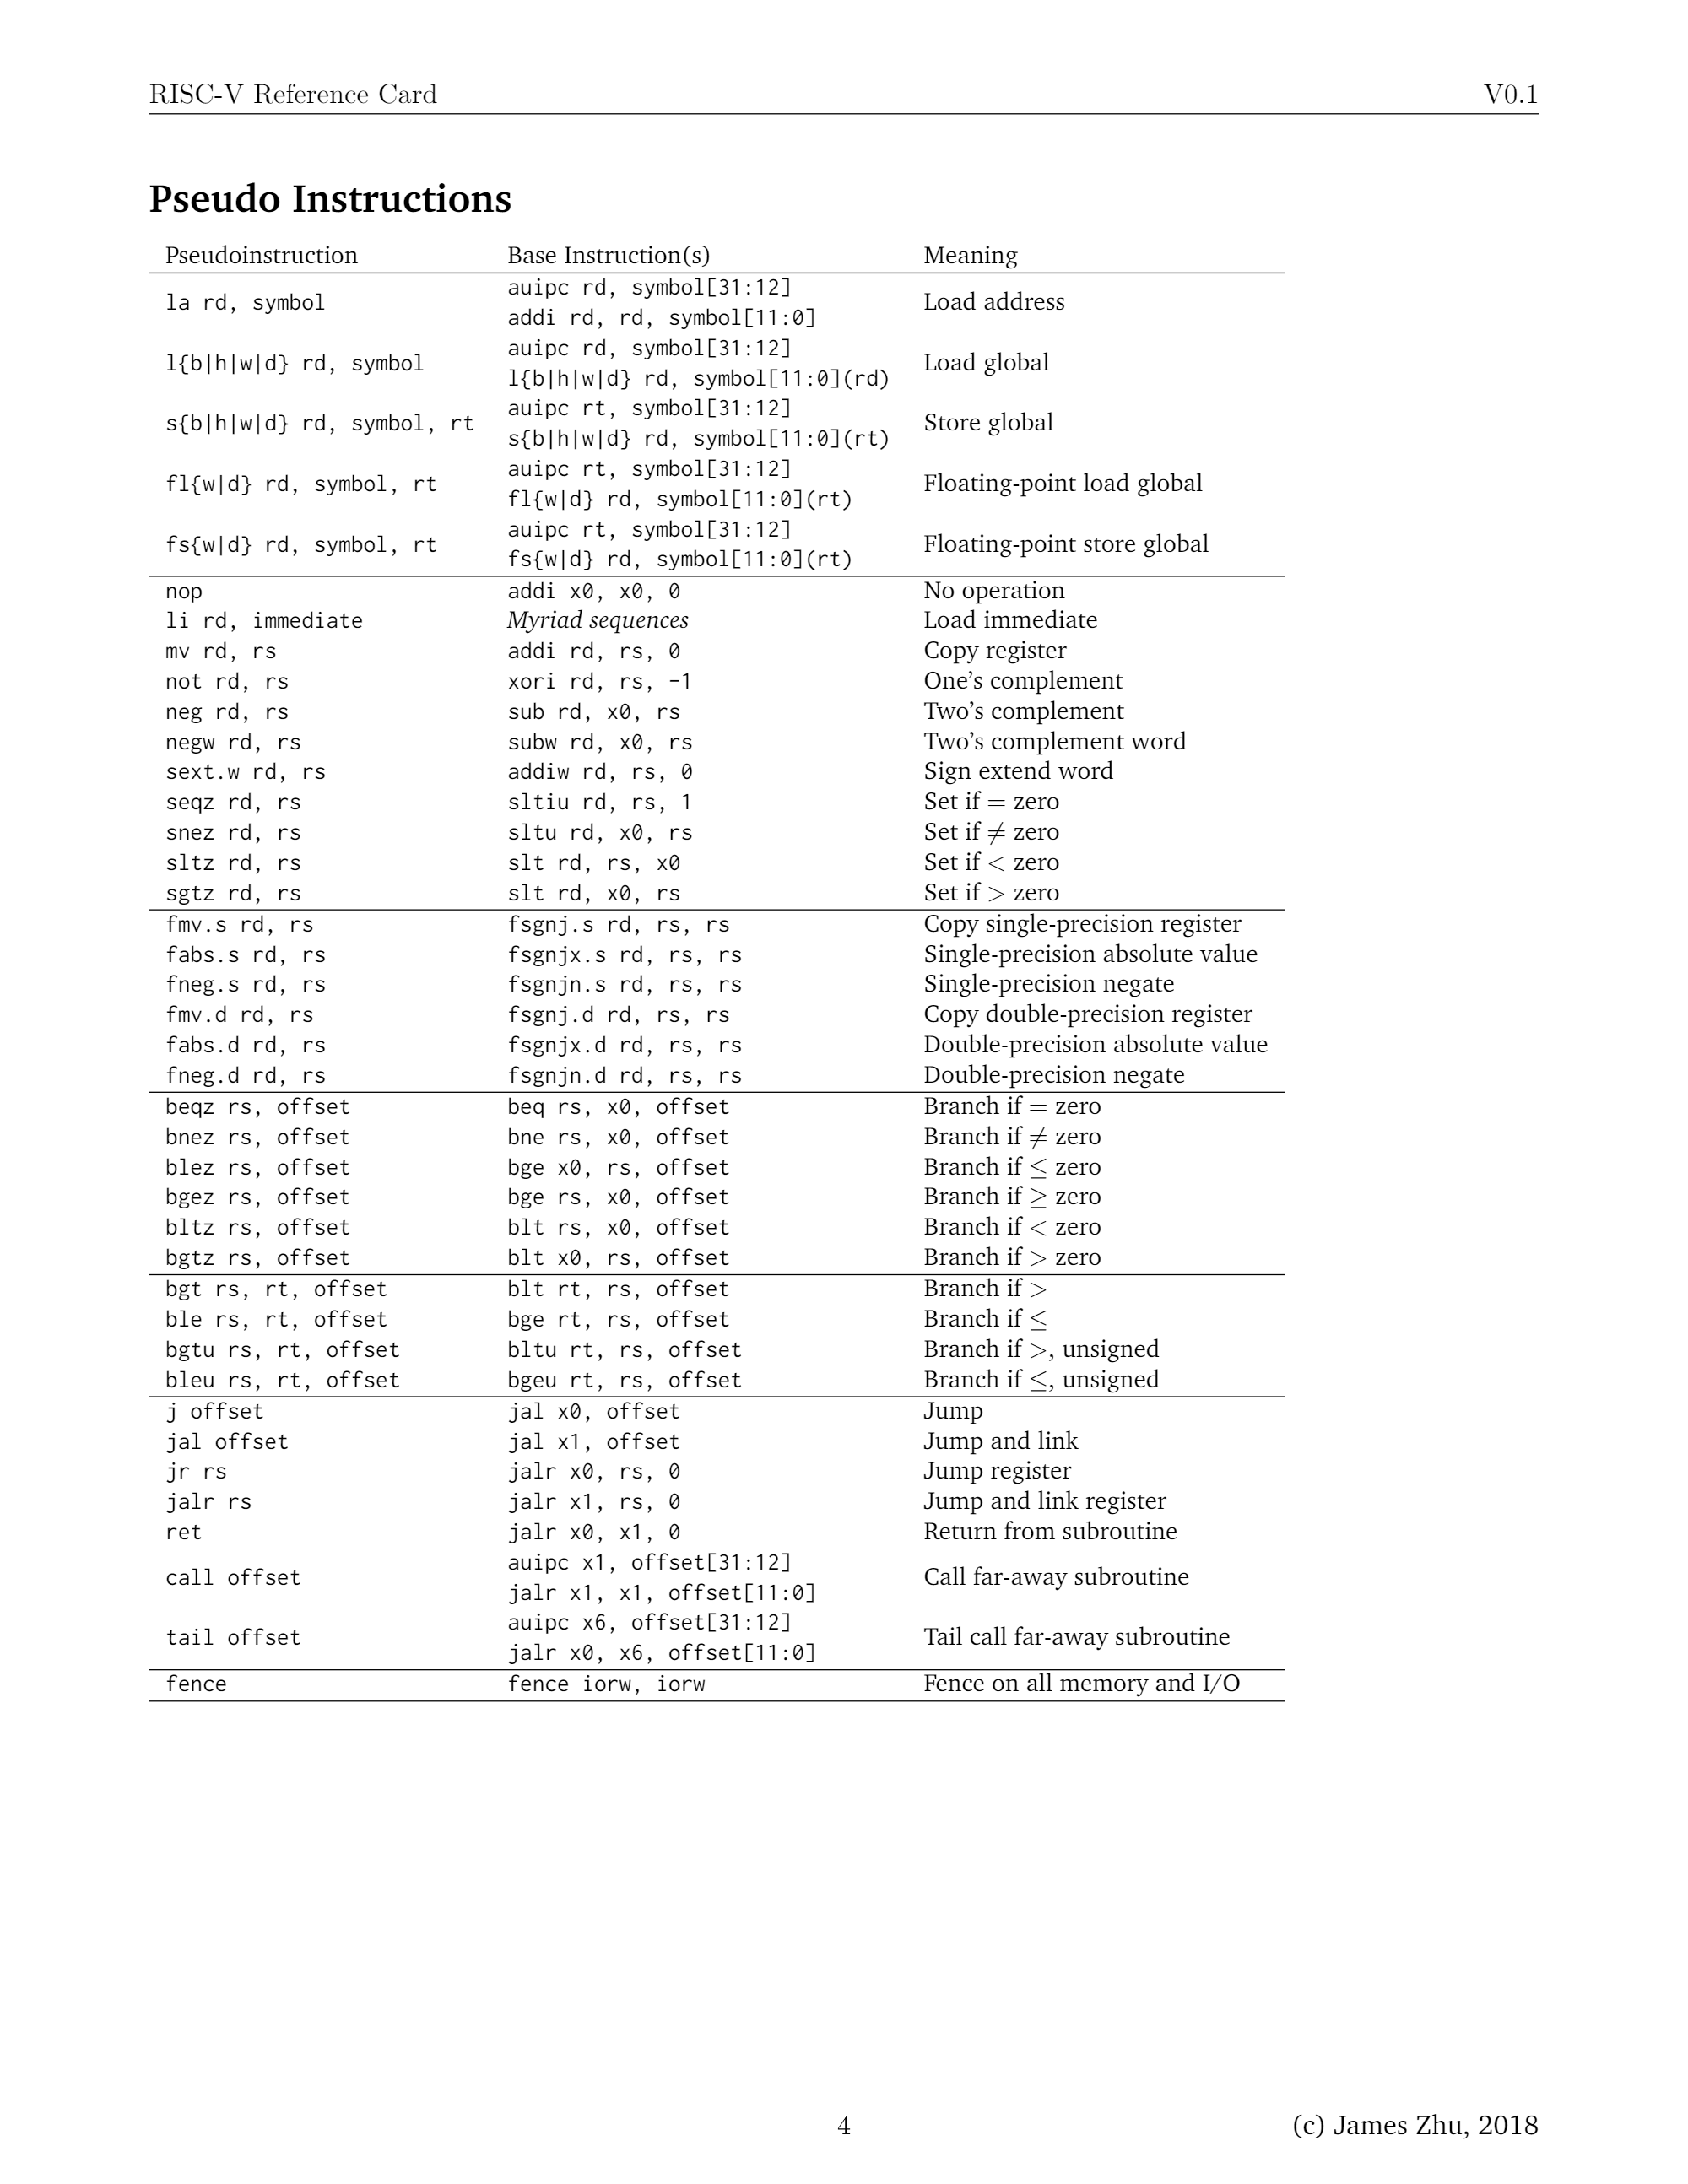 RISC-V Reference Card V0.1
Pseudo Instructions
Pseudoinstruction Base Instruction(s) Meaning
la rd, symbol auipc rd, symbol[31:12] Load address
addi rd, rd, symbol[11:0]
l{b|h|w|d} rd, symbol auipc rd, symbol[31:12] Load global
l{b|h|w|d} rd, symbol[11:0](rd)
s{b|h|w|d} rd, symbol, rt auipc rt, symbol[31:12] Store global
s{b|h|w|d} rd, symbol[11:0](rt)
fl{w|d} rd, symbol, rt auipc rt, symbol[31:12] Floating-point load global
fl{w|d} rd, symbol[11:0](rt)
fs{w|d} rd, symbol, rt auipc rt, symbol[31:12] Floating-point store global
fs{w|d} rd, symbol[11:0](rt)
nop addi x0, x0, 0 No operation
li rd, immediate Myriad sequences Load immediate
mv rd, rs addi rd, rs, 0 Copy register
not rd, rs xori rd, rs, -1 One's complement
neg rd, rs sub rd, x0, rs Two's complement
negw rd, rs subw rd, x0, rs Two's complement word
sext.w rd, rs addiw rd, rs, 0 Sign extend word
seqz rd, rs sltiu rd, rs, 1 Set if = zero
snez rd, rs sltu rd, x0, rs Set if ≠ zero
sltz rd, rs slt rd, rs, x0 Set if < zero
sgtz rd, rs slt rd, x0, rs Set if > zero
fmv.s rd, rs fsgnj.s rd, rs, rs Copy single-precision register
fabs.s rd, rs fsgnjx.s rd, rs, rs Single-precision absolute value
fneg.s rd, rs fsgnjn.s rd, rs, rs Single-precision negate
fmv.d rd, rs fsgnj.d rd, rs, rs Copy double-precision register
fabs.d rd, rs fsgnjx.d rd, rs, rs Double-precision absolute value
fneg.d rd, rs fsgnjn.d rd, rs, rs Double-precision negate
beqz rs, offset beq rs, x0, offset Branch if = zero
bnez rs, offset bne rs, x0, offset Branch if ≠ zero
blez rs, offset bge x0, rs, offset Branch if ≤ zero
bgez rs, offset bge rs, x0, offset Branch if ≥ zero
bltz rs, offset blt rs, x0, offset Branch if < zero
bgtz rs, offset blt x0, rs, offset Branch if > zero
bgt rs, rt, offset blt rt, rs, offset Branch if >
ble rs, rt, offset bge rt, rs, offset Branch if ≤
bgtu rs, rt, offset bltu rt, rs, offset Branch if >, unsigned
bleu rs, rt, offset bgeu rt, rs, offset Branch if ≤, unsigned
j offset jal x0, offset Jump
jal offset jal x1, offset Jump and link
jr rs jalr x0, rs, 0 Jump register
jalr rs jalr x1, rs, 0 Jump and link register
ret jalr x0, x1, 0 Return from subroutine
call offset auipc x1, offset[31:12] Call far-away subroutine
jalr x1, x1, offset[11:0]
tail offset auipc x6, offset[31:12] Tail call far-away subroutine
jalr x0, x6, offset[11:0]
fence fence iorw, iorw Fence on all memory and I/O
4 (c) James Zhu, 2018